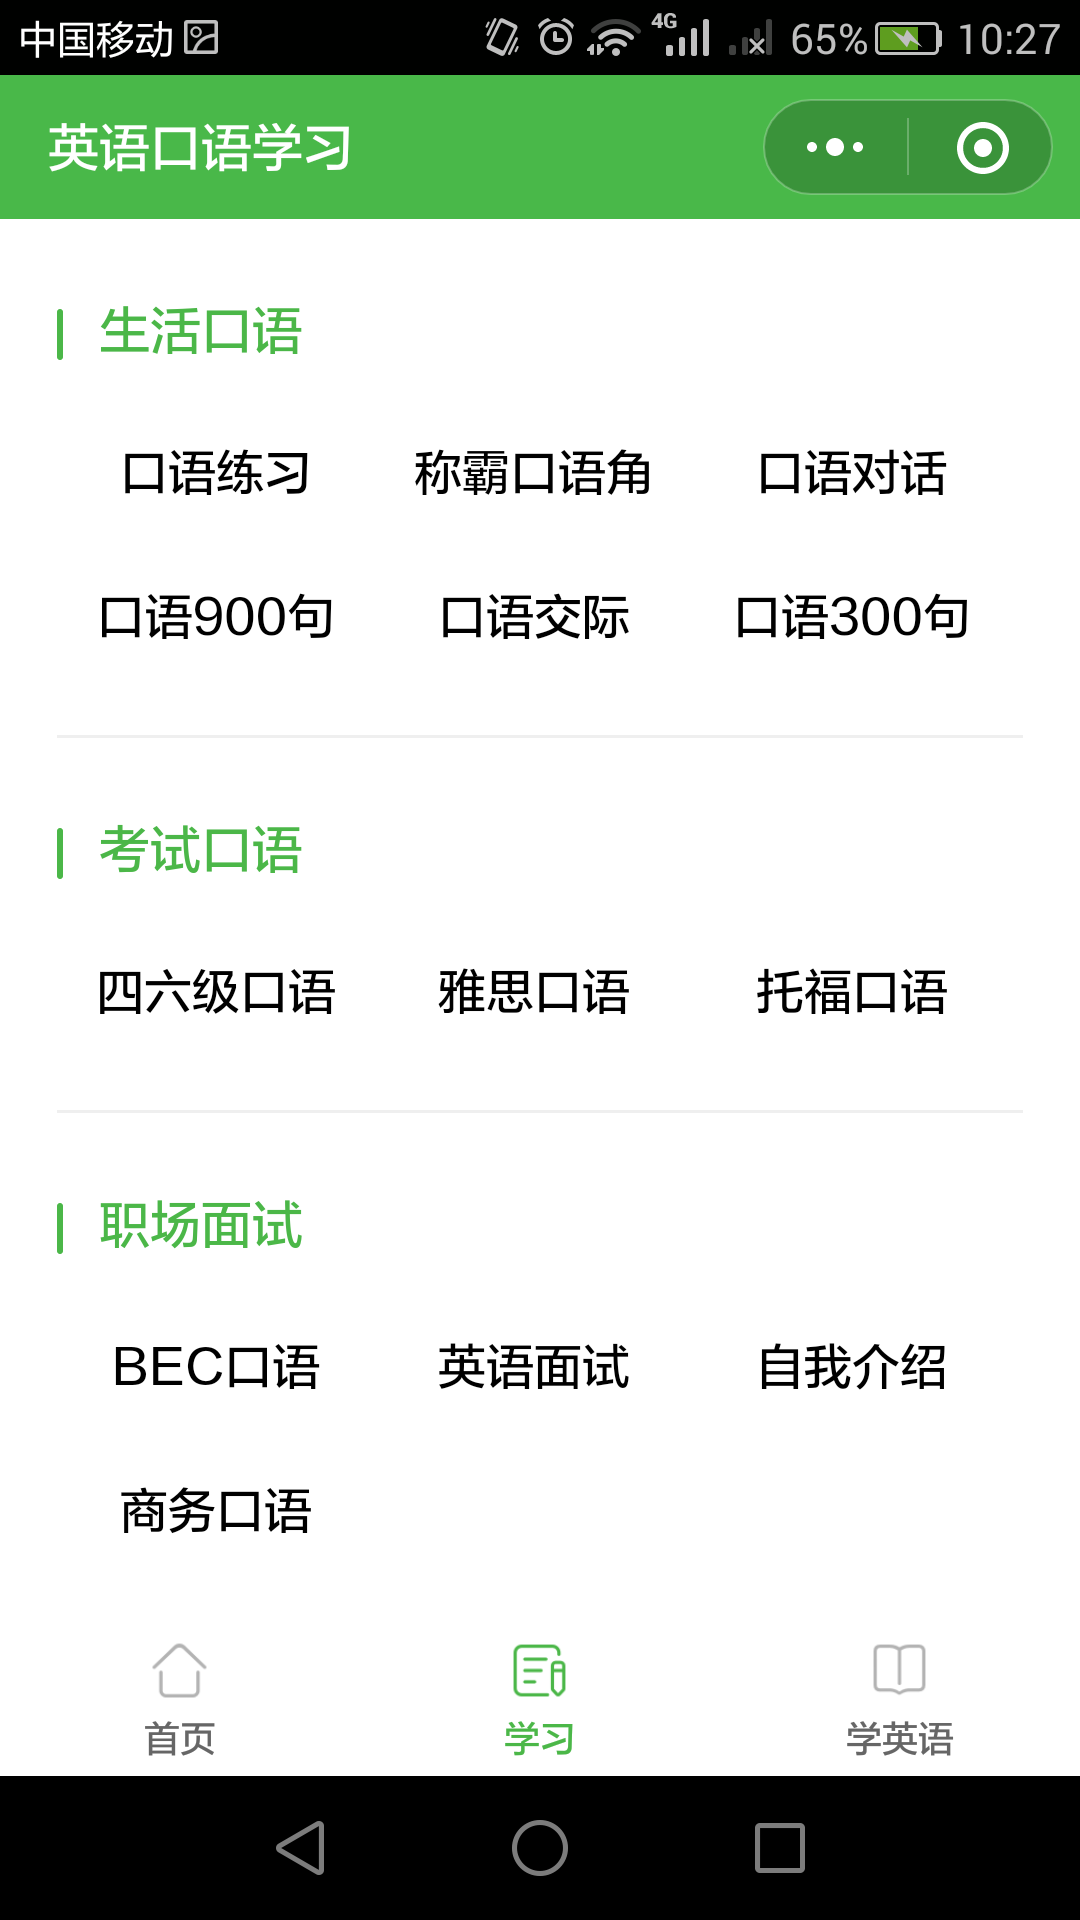 中国移动 4G 65% 10:27
英语口语学习
生活口语
口语练习 称霸口语角 口语对话
口语900句 口语交际 口语300句
考试口语
四六级口语 雅思口语 托福口语
职场面试
BEC口语 英语面试 自我介绍
商务口语
首页 学习 学英语